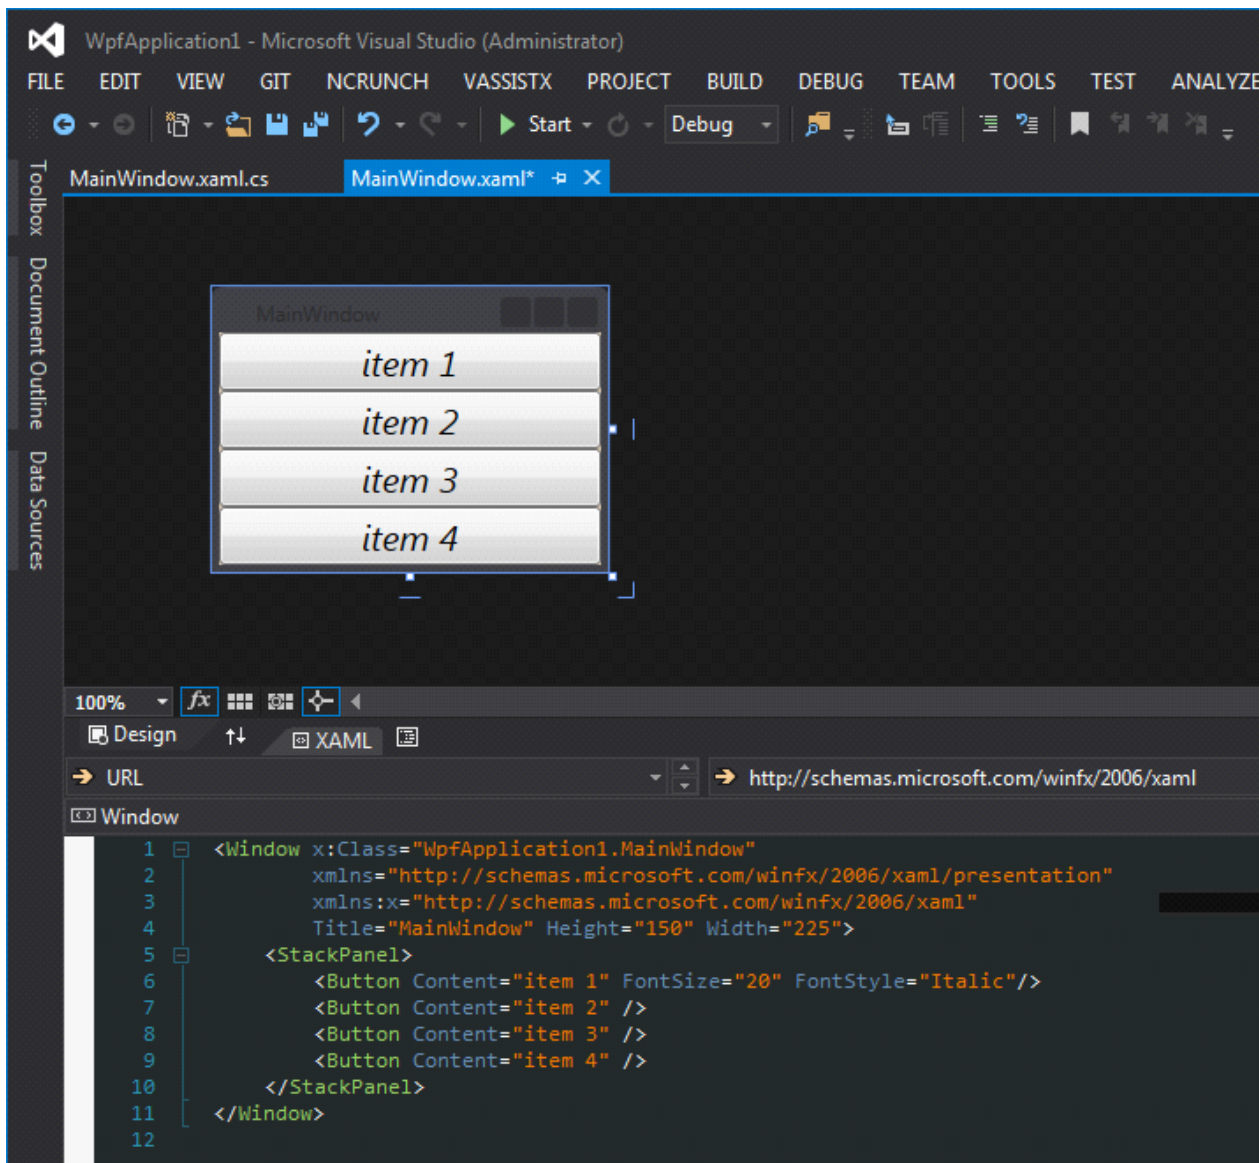 WpfApplication1 - Microsoft Visual Studio (Administrator)
FILE EDIT VIEW GIT NCRUNCH VASSISTX PROJECT BUILD DEBUG TEAM TOOLS TEST ANALYZE
Start Debug
Toolbox
Document Outline
Data Sources
MainWindow.xaml.cs MainWindow.xaml*
MainWindow
item 1
item 2
item 3
item 4
100% fx
Design XAML
URL http://schemas.microsoft.com/winfx/2006/xaml
Window
1 <Window x:Class="WpfApplication1.MainWindow"
2 xmlns="http://schemas.microsoft.com/winfx/2006/xaml/presentation"
3 xmlns:x="http://schemas.microsoft.com/winfx/2006/xaml"
4 Title="MainWindow" Height="150" Width="225">
5 <StackPanel>
6 <Button Content="item 1" FontSize="20" FontStyle="Italic"/>
7 <Button Content="item 2" />
8 <Button Content="item 3" />
9 <Button Content="item 4" />
10 </StackPanel>
11 </Window>
12